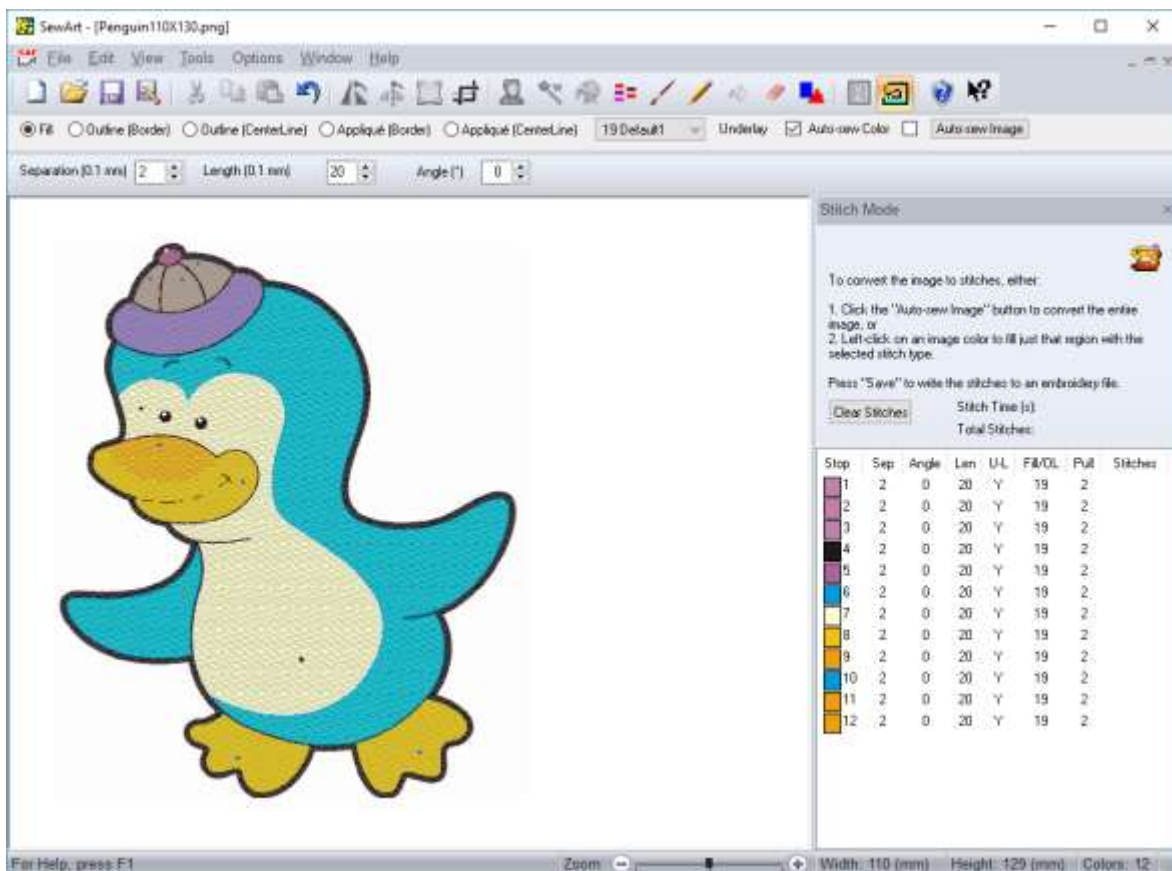 SewArt - [Penguin110X130.png]
File Edit View Tools Options Window Help
Fill Outline (Border) Outline (CenterLine) Appliqué (Border) Appliqué (CenterLine) 19 Default1 Underlay Auto-sew Color Auto-sew Image
Separation (0.1 mm) 2 Length (0.1 mm) 20 Angle (°) 0
Stitch Mode
To convert the image to stitches, either:
1. Click the "Auto-sew Image" button to convert the entire
image, or
2. Left-click on an image color to fill just that region with the
selected stitch type.
Press "Save" to write the stitches to an embroidery file.
Clear Stitches Stitch Time (s):
Total Stitches:
Stop Sep Angle Len U-L Fill/OL Pull Stitches
1 2 0 20 Y 19 2
2 2 0 20 Y 19 2
3 2 0 20 Y 19 2
4 2 0 20 Y 19 2
5 2 0 20 Y 19 2
6 2 0 20 Y 19 2
7 2 0 20 Y 19 2
8 2 0 20 Y 19 2
9 2 0 20 Y 19 2
10 2 0 20 Y 19 2
11 2 0 20 Y 19 2
12 2 0 20 Y 19 2
For Help, press F1 Zoom Width: 110 (mm) Height: 129 (mm) Colors: 12